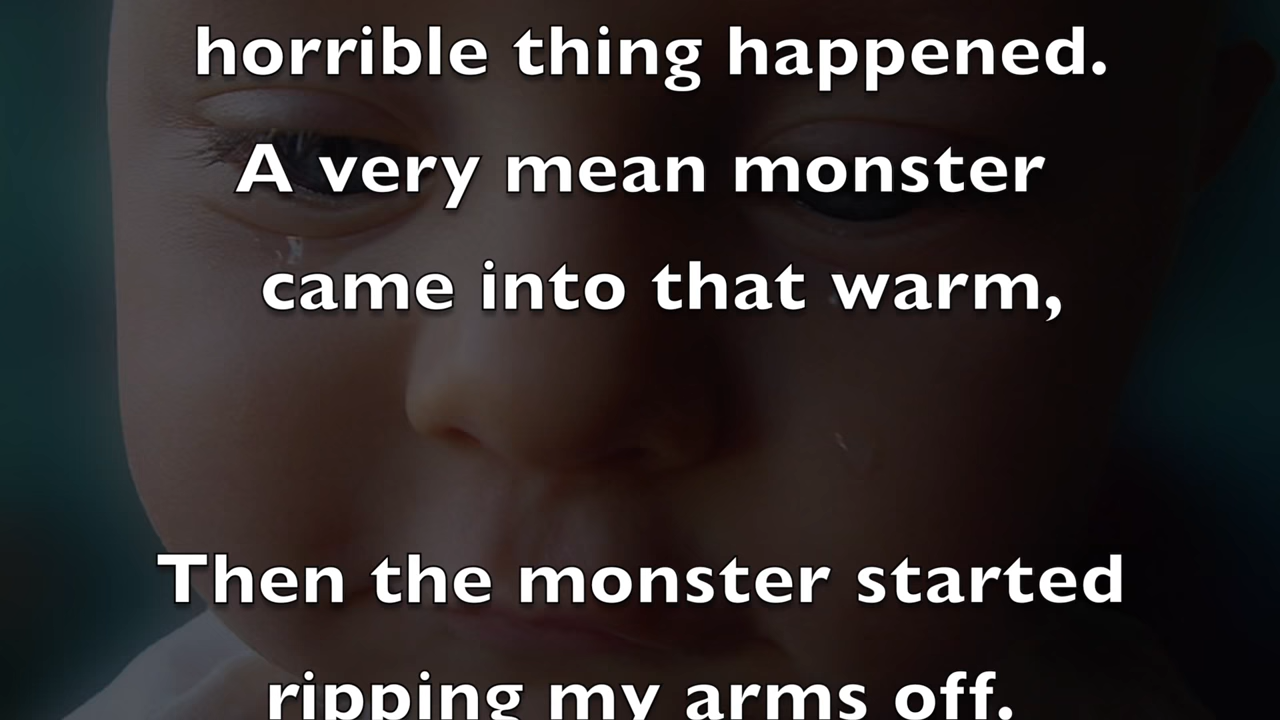 horrible thing happened.
A very mean monster
came into that warm,
Then the monster started
ripping my arms off.